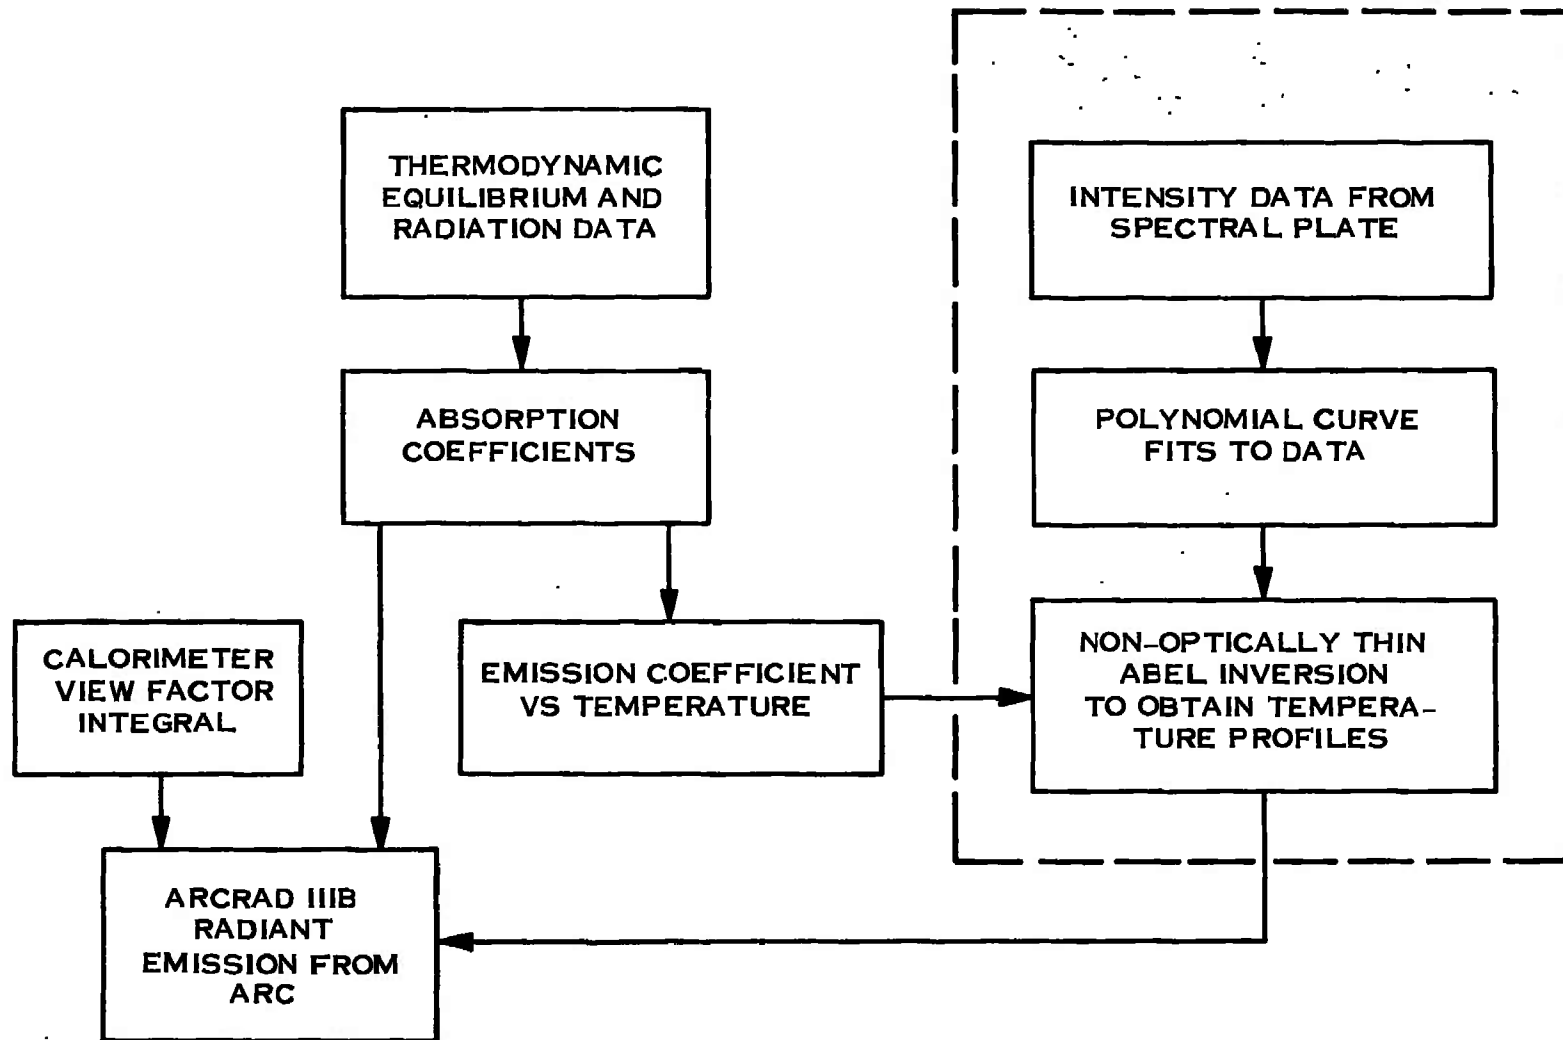 THERMODYNAMIC
EQUILIBRIUM AND
RADIATION DATA
INTENSITY DATA FROM
SPECTRAL PLATE
ABSORPTION
COEFFICIENTS
POLYNOMIAL CURVE
FITS TO DATA
CALORIMETER
VIEW FACTOR
INTEGRAL
EMISSION COEFFICIENT
VS TEMPERATURE
NON-OPTICALLY THIN
ABEL INVERSION
TO OBTAIN TEMPERA-
TURE PROFILES
ARCRAD IIIB
RADIANT
EMISSION FROM
ARC